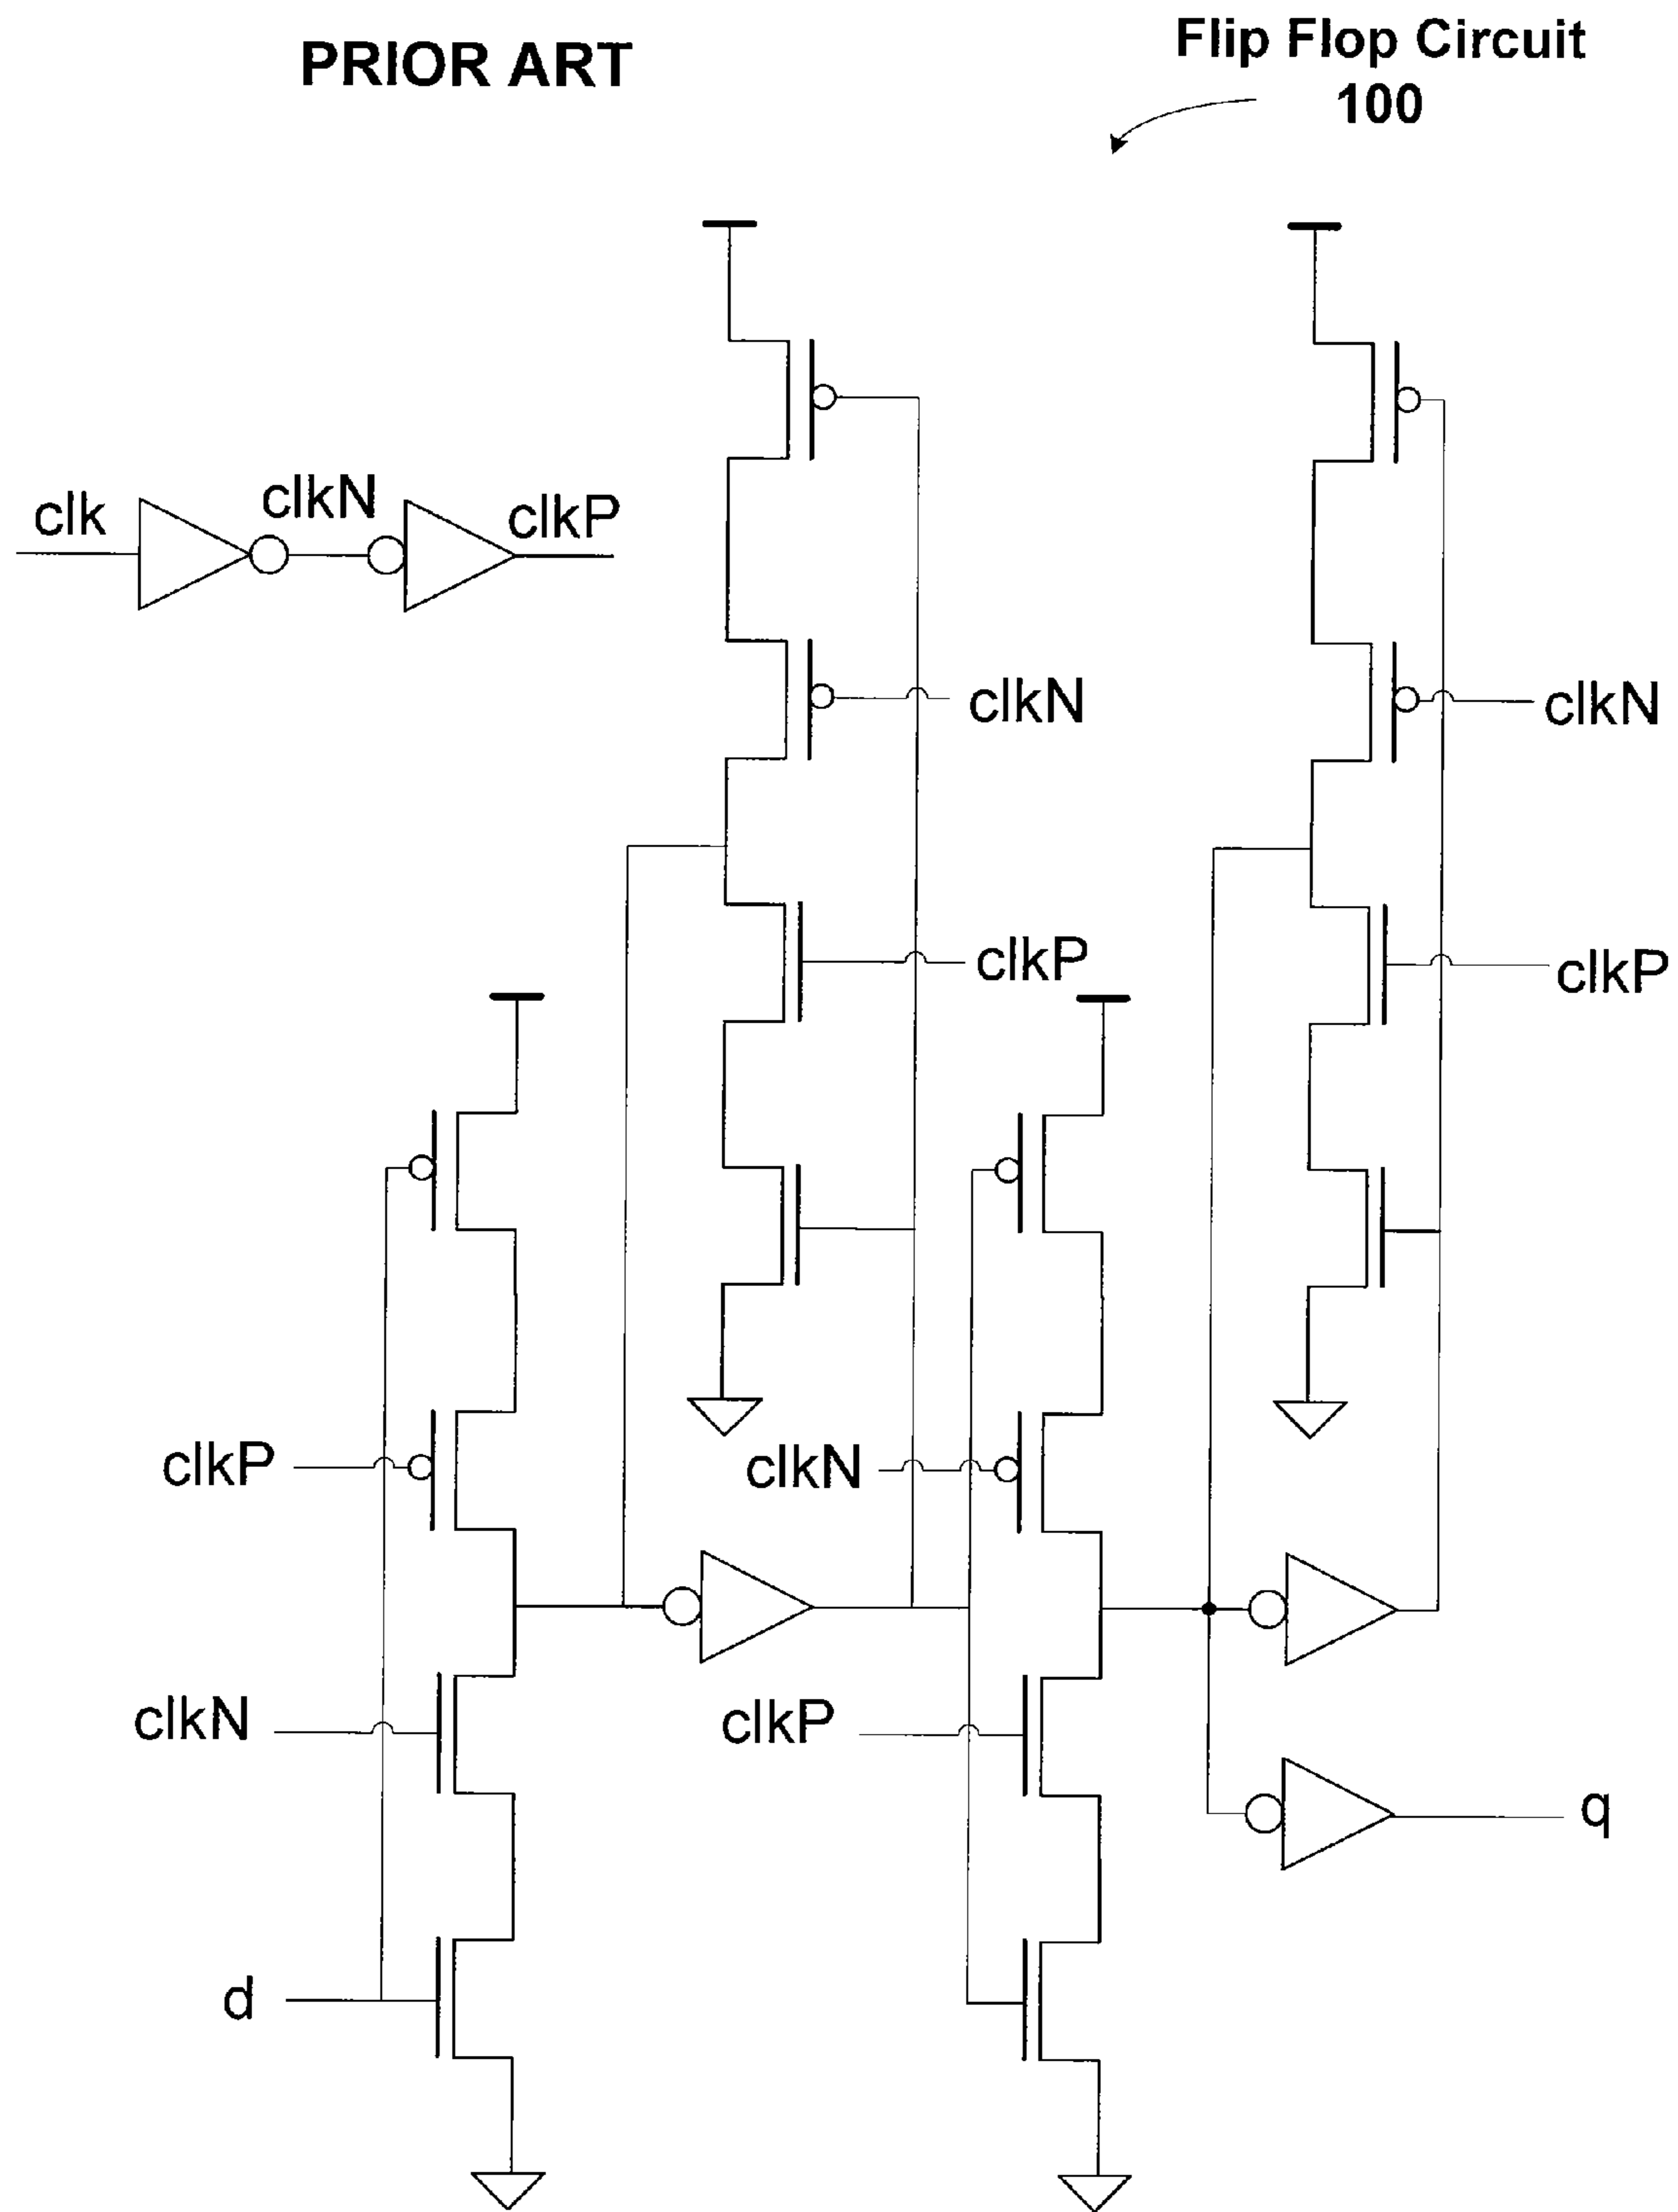 PRIOR ART
Flip Flop Circuit
100
clk
clkN
clkP
clkN
clkN
clkP
clkP
clkP
clkN
clkN
clkP
q
d